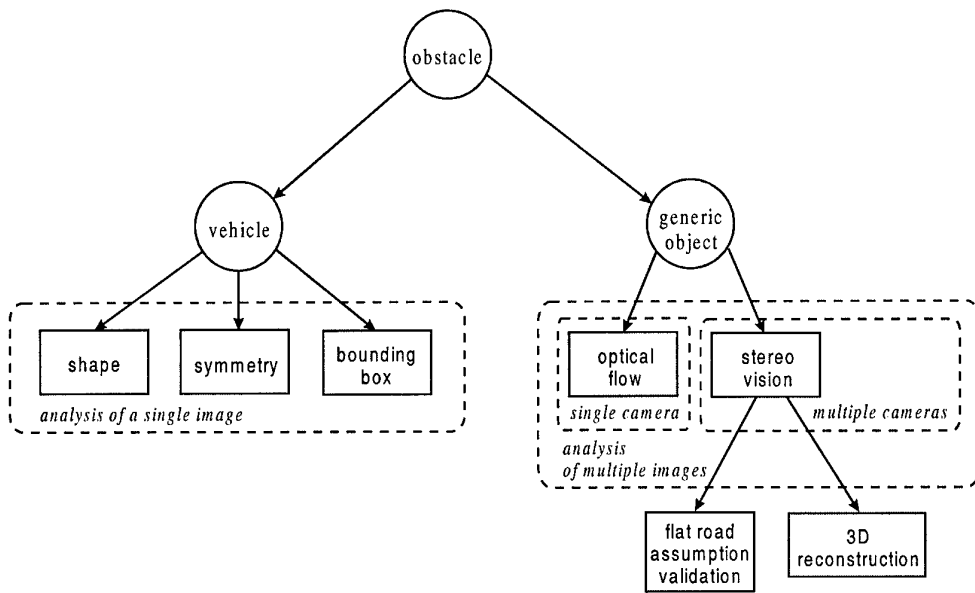 obstacle
vehicle
generic
object
shape
symmetry
bounding
box
analysis of a single image
optical
flow
single camera
stereo
vision
multiple cameras
analysis
of multiple images
flat road
assumption
validation
3D
reconstruction